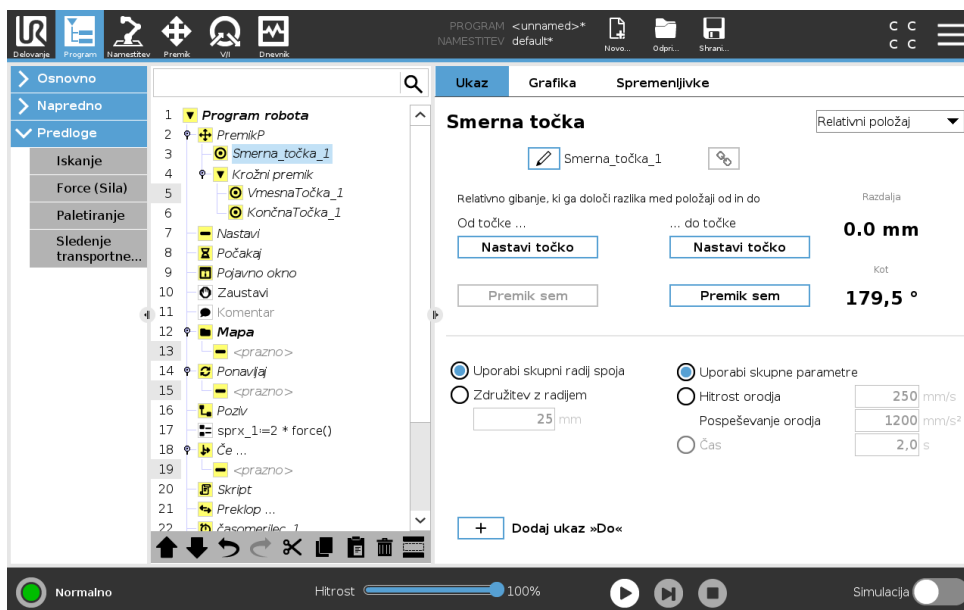 UR
PROGRAM <unnamed>*
NAMESTITEV default*
Delovanje Program Namestitev Premik V/I Dnevnik Novo... Odpri... Shrani...
C C
C C
Osnovno
Napredno
Predloge
Iskanje
Force (Sila)
Paletiranje
Sledenje
transportne...
1 Program robota
2 PremikP
3 Smerna_točka_1
4 Krožni premik
5 VmesnaTočka_1
6 KončnaTočka_1
7 Nastavi
8 Počakaj
9 Pojavno okno
10 Zaustavi
11 Komentar
12 Mapa
13 <prazno>
14 Ponavljaj
15 <prazno>
16 Poziv
17 sprx_1≔2 * force()
18 Če ...
19 <prazno>
20 Skript
21 Preklop ...
22 časomerilec_1
Ukaz Grafika Spremenljivke
Smerna točka
Relativni položaj
Smerna_točka_1
Relativno gibanje, ki ga določi razlika med položaji od in do
Od točke ... ... do točke
Nastavi točko Nastavi točko
Premik sem Premik sem
Razdalja
0.0 mm
Kot
179,5 °
Uporabi skupni radij spoja
Združitev z radijem
25 mm
Uporabi skupne parametre
Hitrost orodja 250 mm/s
Pospeševanje orodja 1200 mm/s²
Čas 2,0 s
+ Dodaj ukaz »Do«
Normalno Hitrost 100% Simulacija